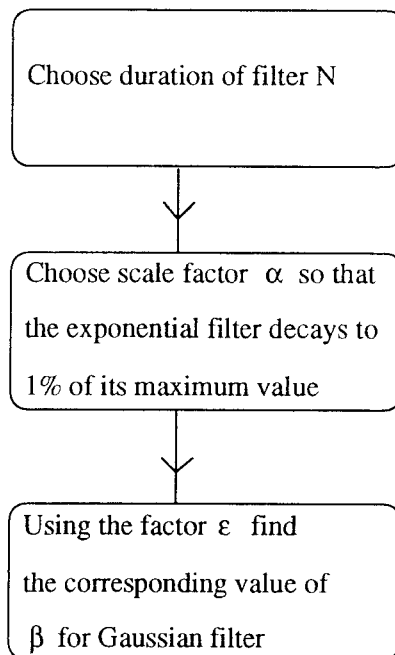 Choose duration of filter N
Choose scale factor α so that
the exponential filter decays to
1% of its maximum value
Using the factor ε find
the corresponding value of
β for Gaussian filter